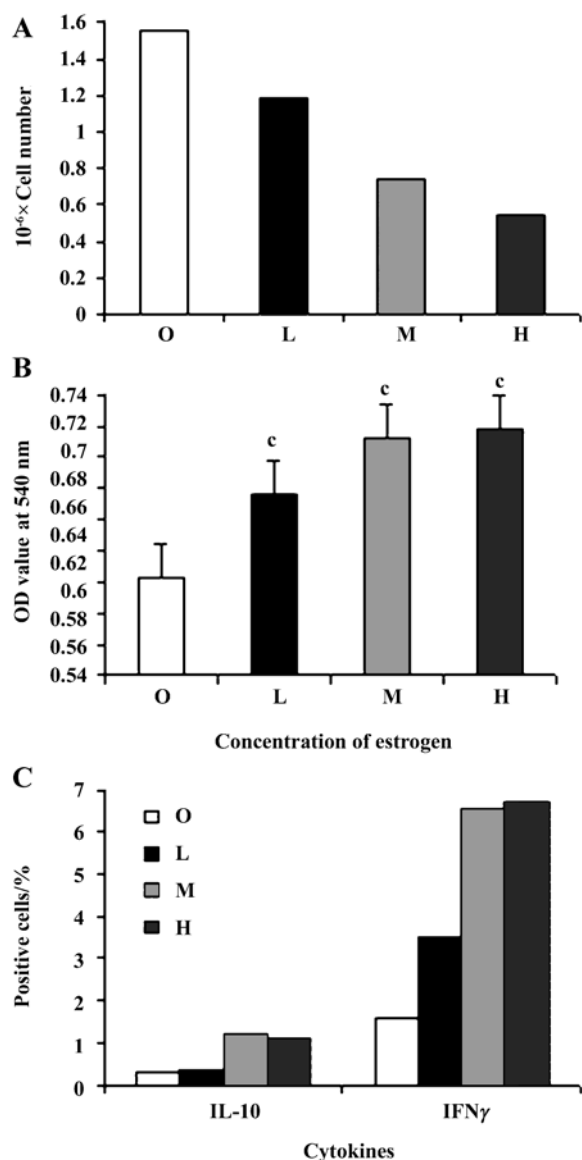 A
10⁻⁶× Cell number
1.6
1.4
1.2
1
0.8
0.6
0.4
0.2
0
O L M H
B
OD value at 540 nm
0.74
0.72
0.7
0.68
0.66
0.64
0.62
0.6
0.58
0.56
0.54
c c c
O L M H
Concentration of estrogen
C
Positive cells/%
7
6
5
4
3
2
1
0
O
L
M
H
IL-10 IFNγ
Cytokines